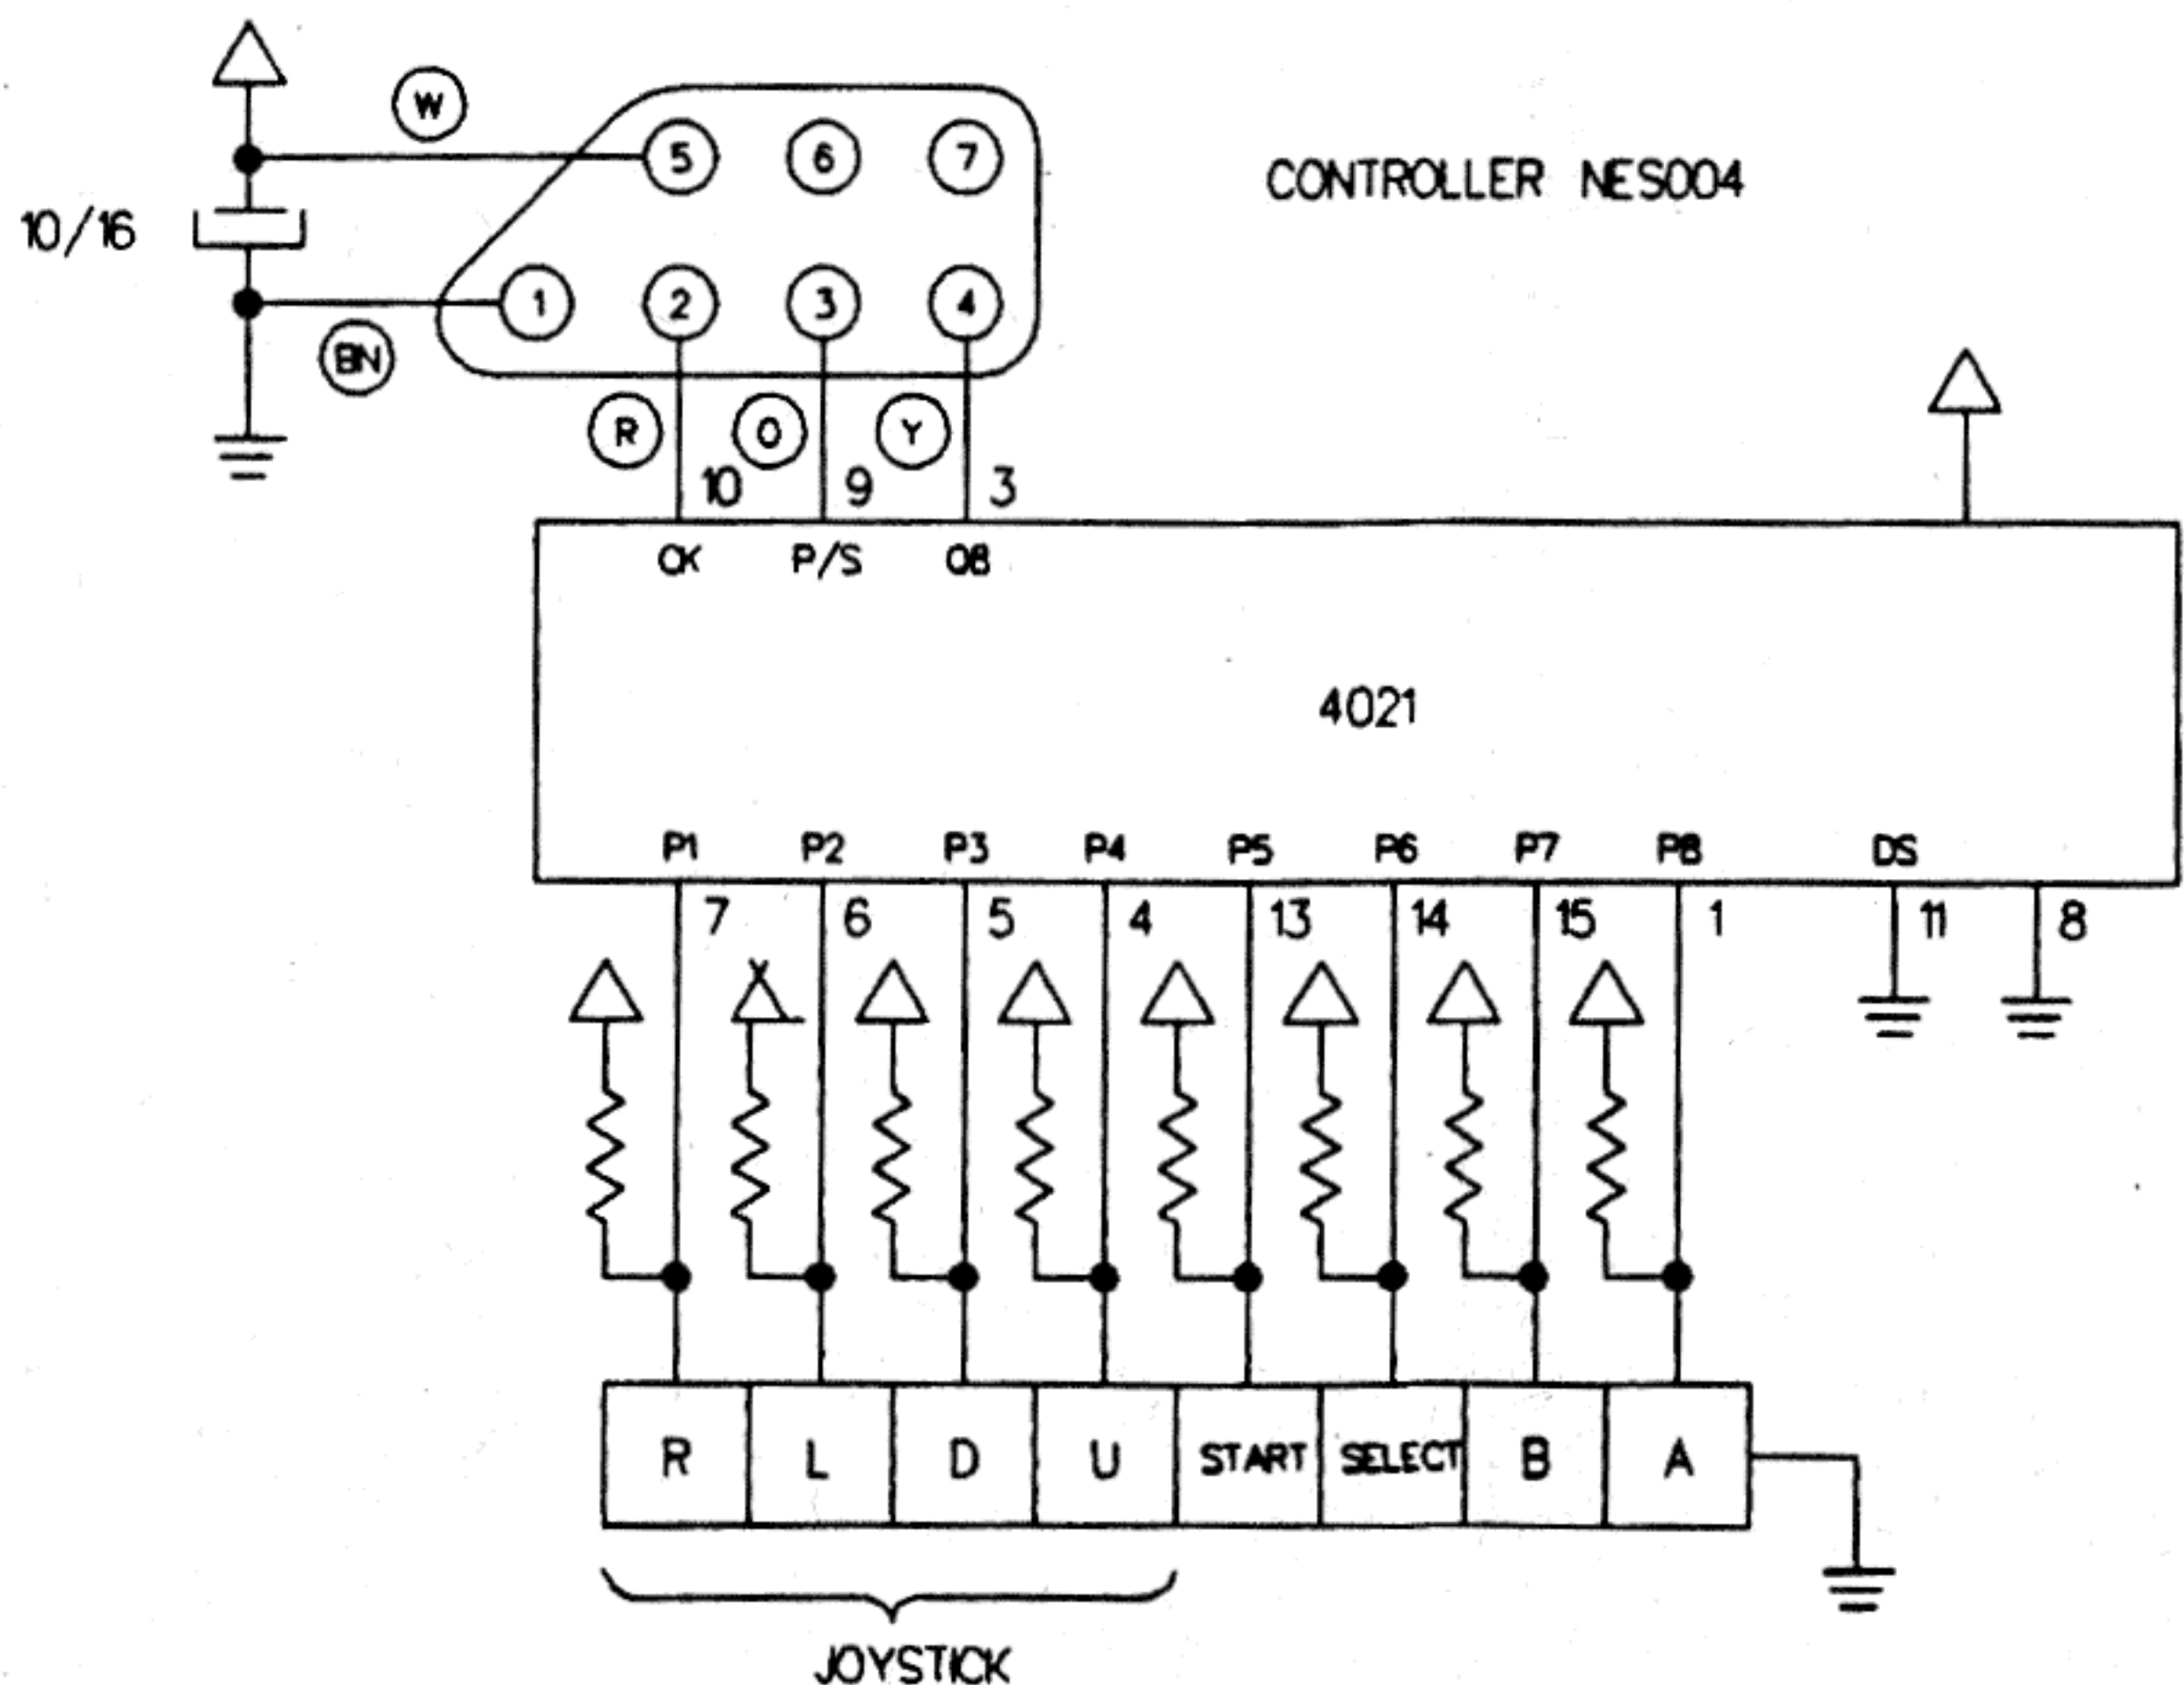 W
5 6 7
CONTROLLER NES004
10/16
1 2 3 4
BN
R O Y
10 9 3
CK P/S Q8
4021
P1 P2 P3 P4 P5 P6 P7 P8 DS
7 6 5 4 13 14 15 1 11 8
R L D U START SELECT B A
JOYSTICK